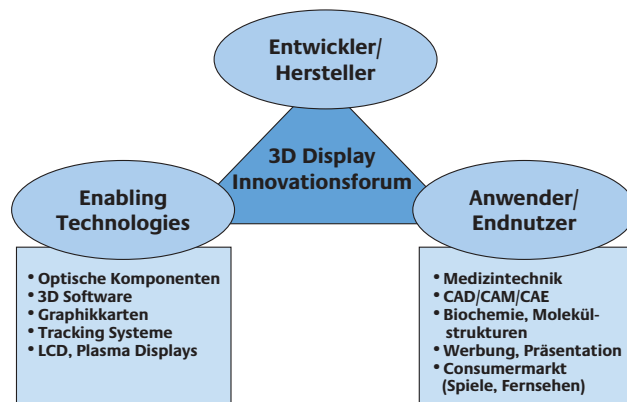 Entwickler/
Hersteller
3D Display
Innovationsforum
Enabling
Technologies
Anwender/
Endnutzer
• Optische Komponenten
• 3D Software
• Graphikkarten
• Tracking Systeme
• LCD, Plasma Displays
• Medizintechnik
• CAD/CAM/CAE
• Biochemie, Molekül-
strukturen
• Werbung, Präsentation
• Consumermarkt
(Spiele, Fernsehen)